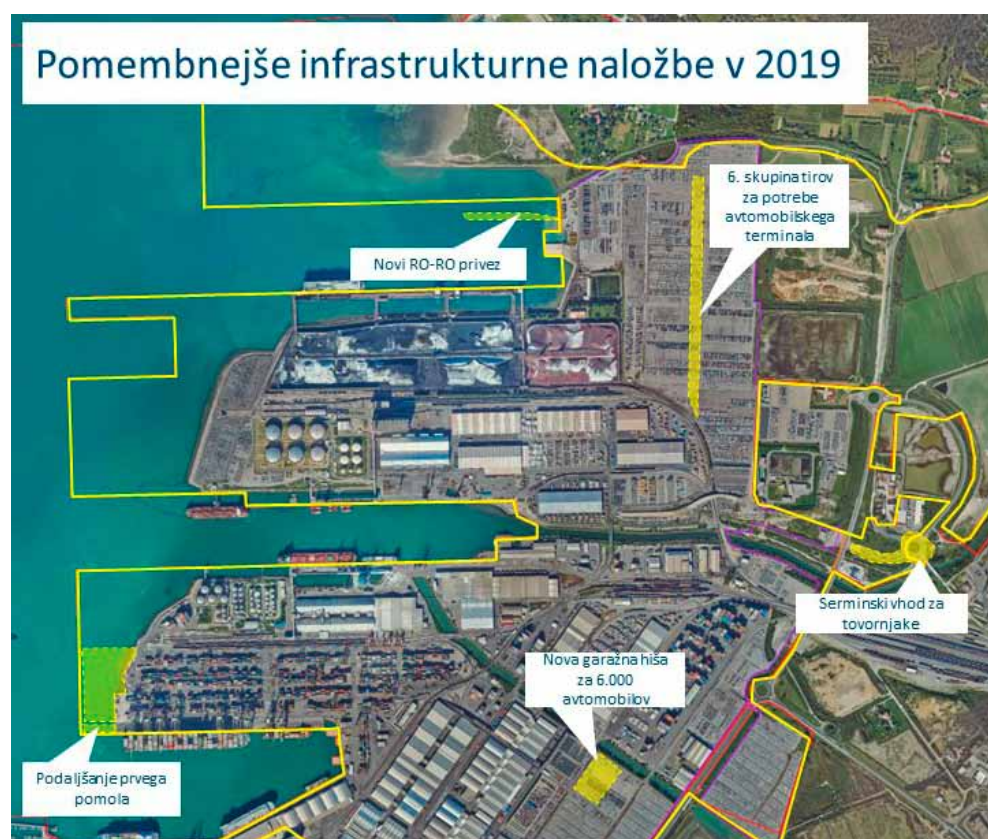 Pomembnejše infrastrukturne naložbe v 2019
6. skupina tirov
za potrebe
avtomobilskega
terminala
Novi RO-RO privez
Serminski vhod za
tovornjake
Nova garažna hiša
za 6.000
avtomobilov
Podaljšanje prvega
pomola